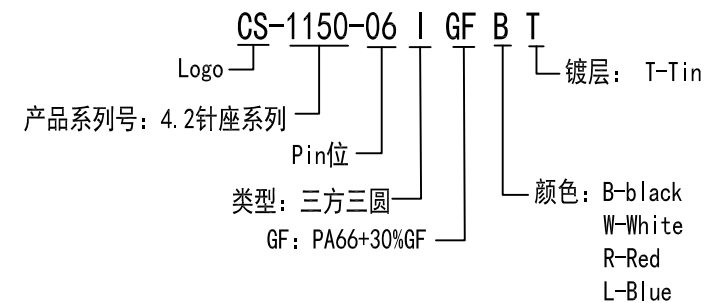 CS-1150-06 I GF B T
Logo
镀层： T-Tin
产品系列号：4.2针座系列
Pin位
类型：三方三圆
颜色：B-black
W-White
GF：PA66+30%GF
R-Red
L-Blue